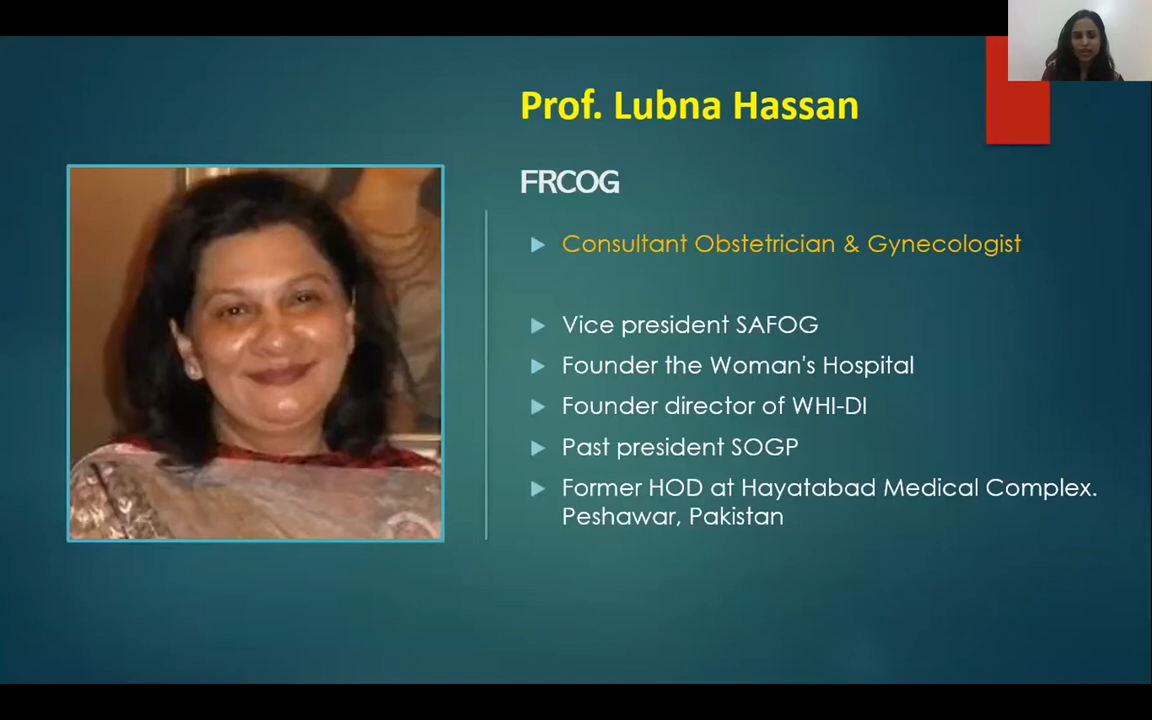 Prof. Lubna Hassan
FRCOG
Consultant Obstetrician & Gynecologist
Vice president SAFOG
Founder the Woman's Hospital
Founder director of WHI-DI
Past president SOGP
Former HOD at Hayatabad Medical Complex.
Peshawar, Pakistan